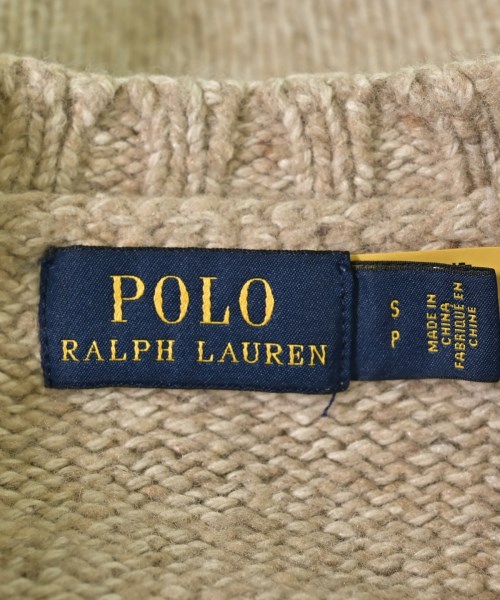 POLO
RALPH LAUREN
S
P
MADE IN
CHINA
FABRIQUÉ EN
CHINE